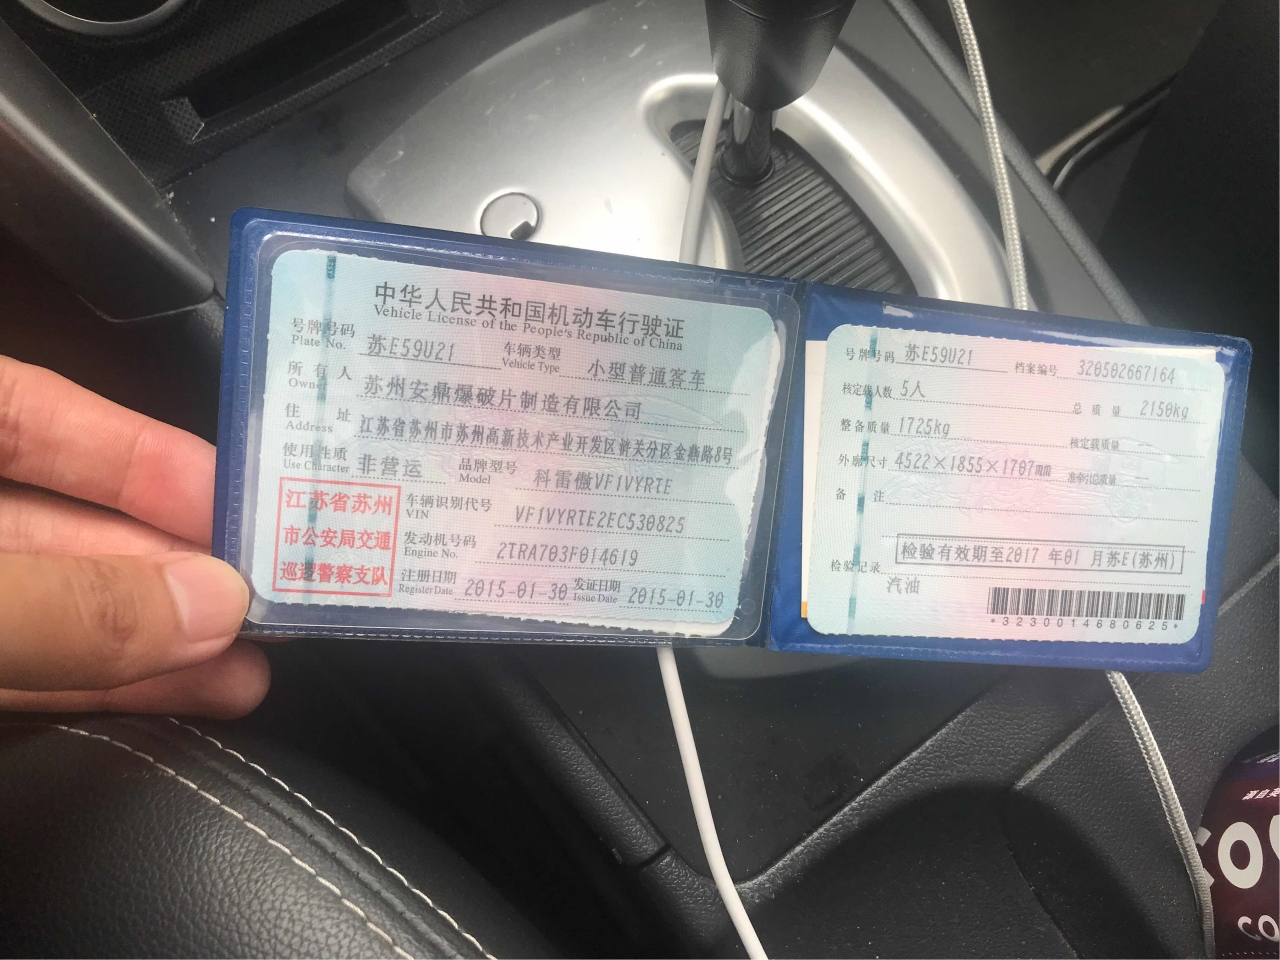 中华人民共和国机动车行驶证
Vehicle License of the People's Republic of China
号牌号码 苏E59U21 车辆类型 小型普通客车
Plate No. Vehicle Type
所有人 苏州安鼎爆破片制造有限公司
Owner
住址 江苏省苏州市苏州高新技术产业开发区浒关分区金燕路8号
Address
使用性质 非营运 品牌型号 科雷傲VF1VYRTE
Use Character Model
江苏省苏州
市公安局交通
巡逻警察支队
车辆识别代号 VF1VYRTE2EC530825
VIN
发动机号码 2TRA703F014619
Engine No.
注册日期 2015-01-30 发证日期 2015-01-30
Register Date Issue Date
号牌号码 苏E59U21 档案编号 320502667164
核定载人数 5人 总质量 2150kg
整备质量 1725kg 核定载质量 --
外廓尺寸 4522×1855×1707mm 准牵引总质量 --
备注
检验记录 检验有效期至2017 年01 月苏E(苏州)
汽油
*3230014680625*